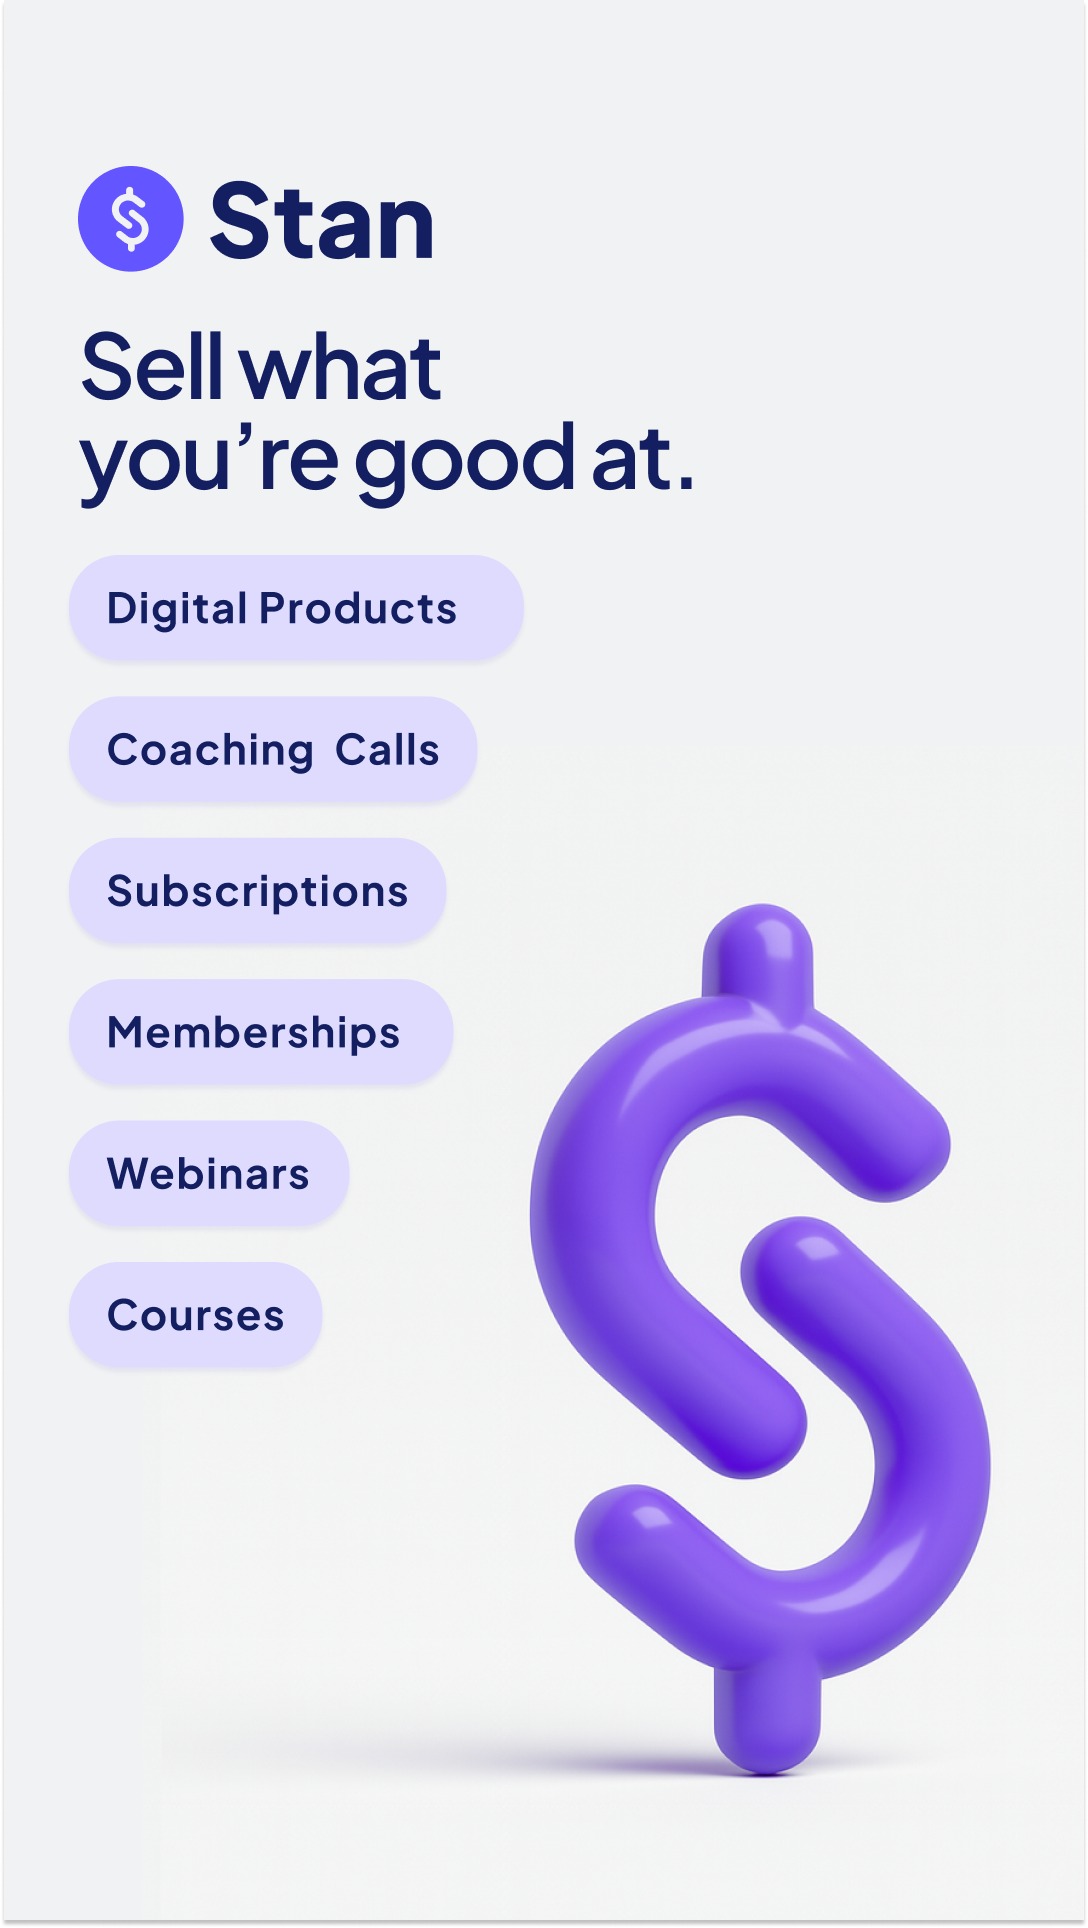 Stan
Sell what
you’re good at.
Digital Products
Coaching Calls
Subscriptions
Memberships
Webinars
Courses